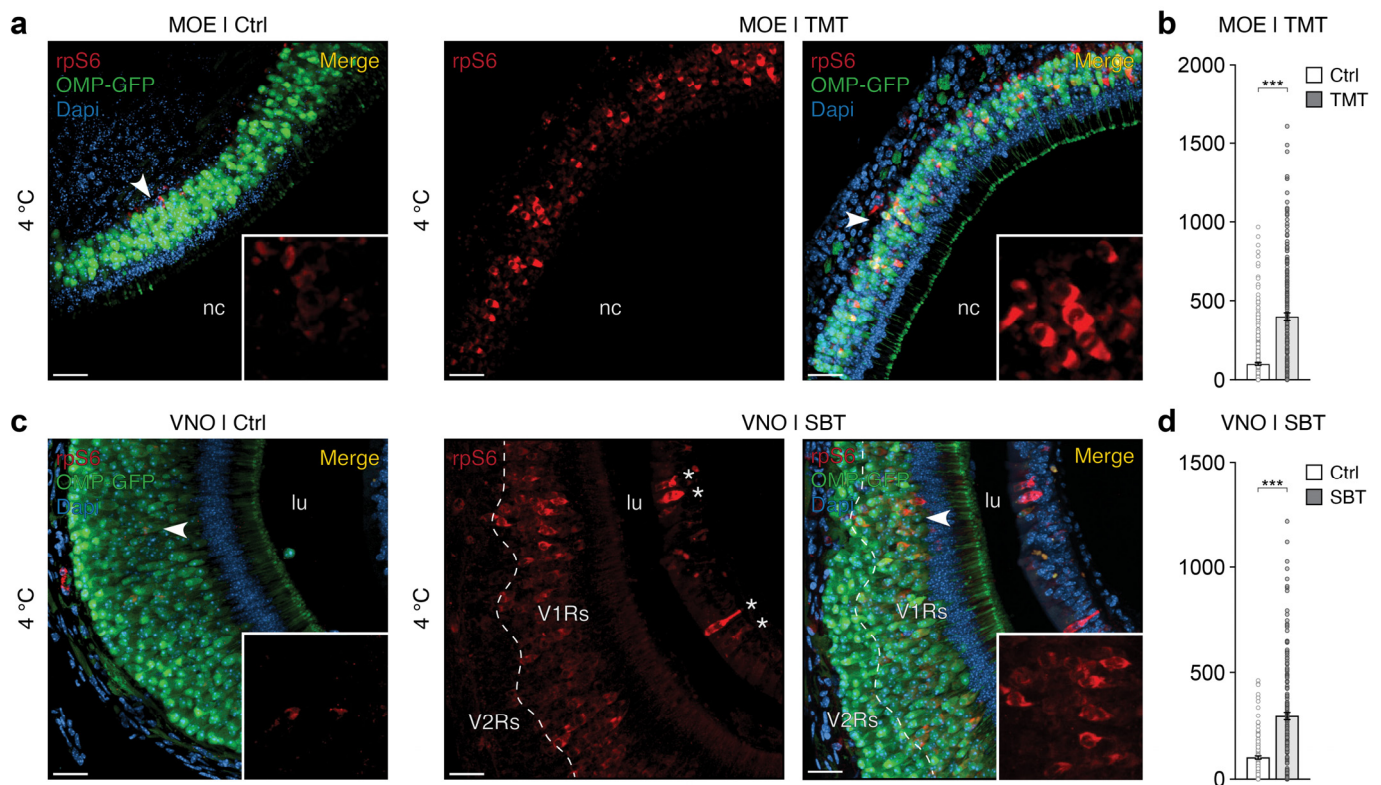 a
MOE | Ctrl
rpS6
OMP-GFP
Dapi
Merge
4 °C
nc
MOE | TMT
rpS6
nc
rpS6
OMP-GFP
Dapi
Merge
nc
b
MOE | TMT
2000
1500
1000
500
0
***
Ctrl
TMT
c
VNO | Ctrl
rpS6
OMP-GFP
Dapi
Merge
4 °C
lu
VNO | SBT
4 °C
rpS6
lu
*
*
*
*
V1Rs
V2Rs
rpS6
OMP-GFP
Dapi
Merge
lu
V1Rs
V2Rs
d
VNO | SBT
1500
1000
500
0
***
Ctrl
SBT